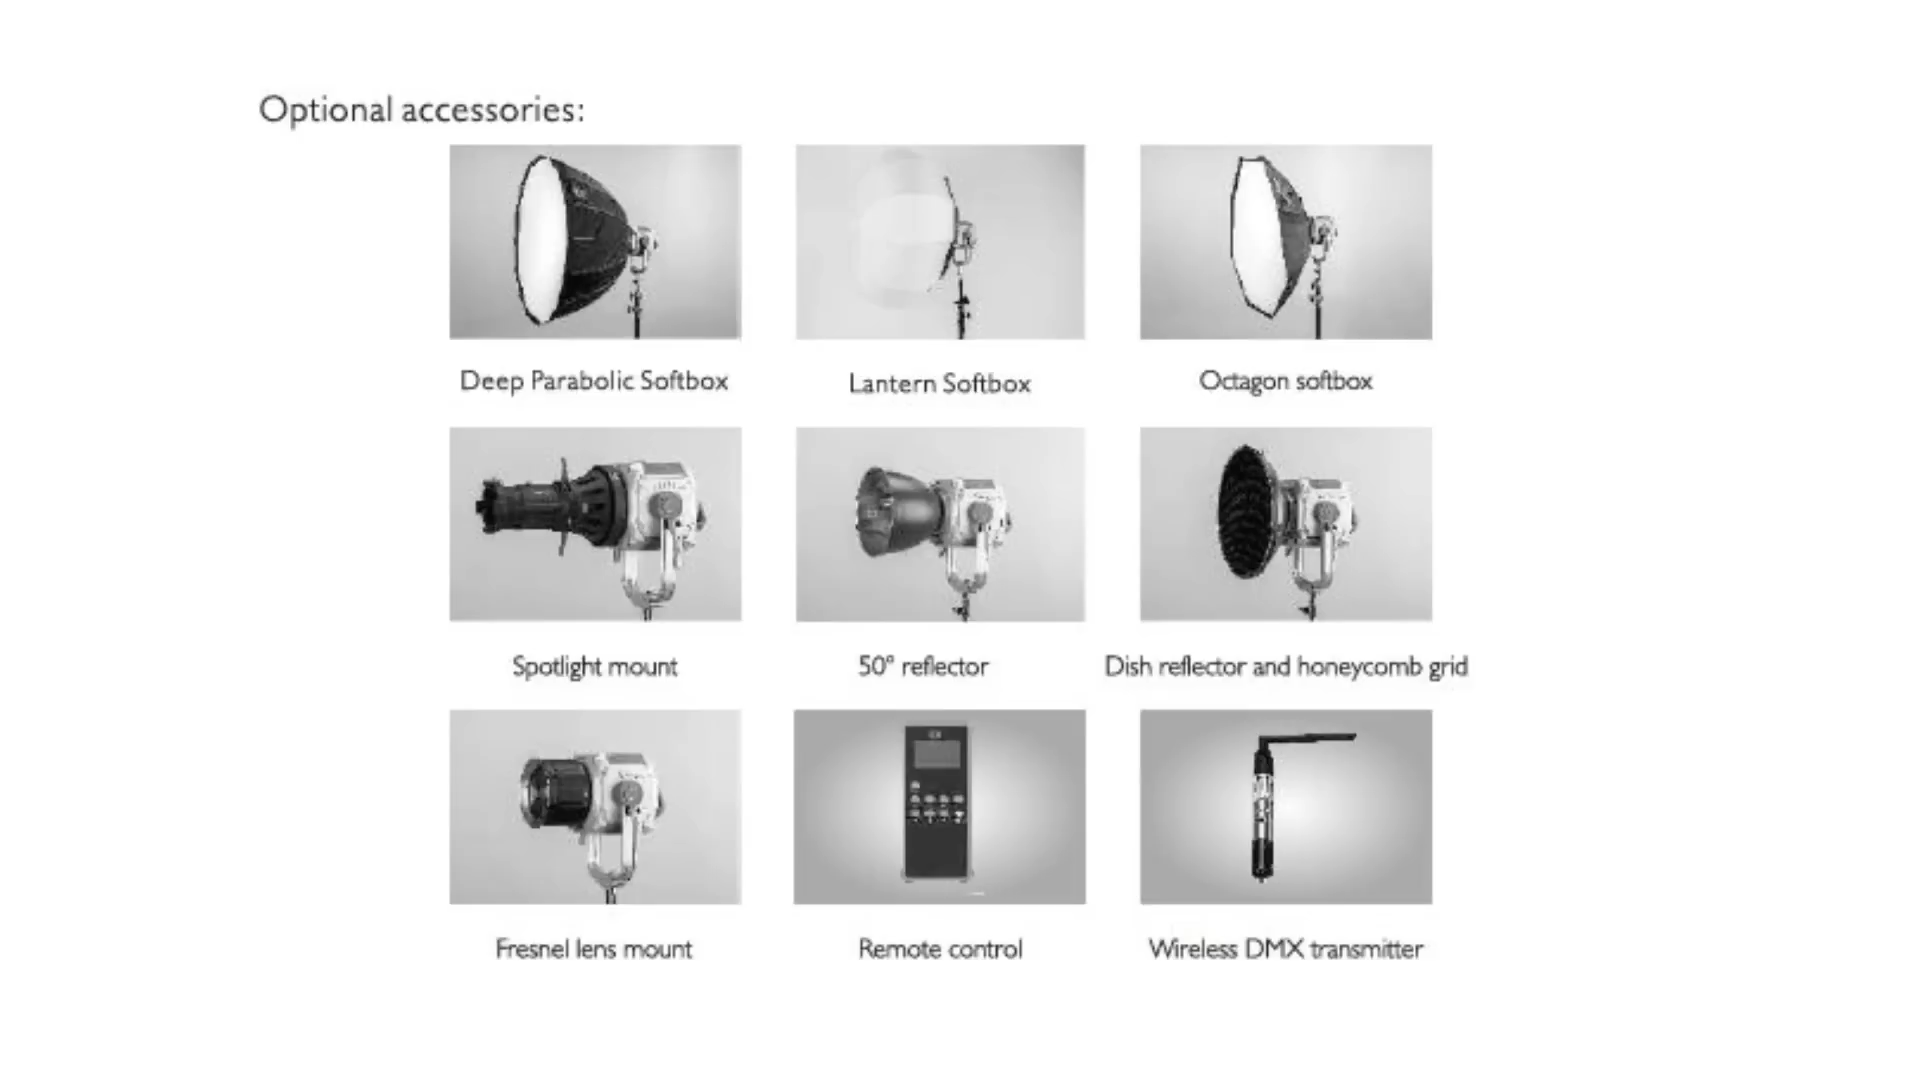 Optional accessories:
Deep Parabolic Softbox
Lantern Softbox
Octagon softbox
Spotlight mount
50° reflector
Dish reflector and honeycomb grid
Fresnel lens mount
Remote control
Wireless DMX transmitter